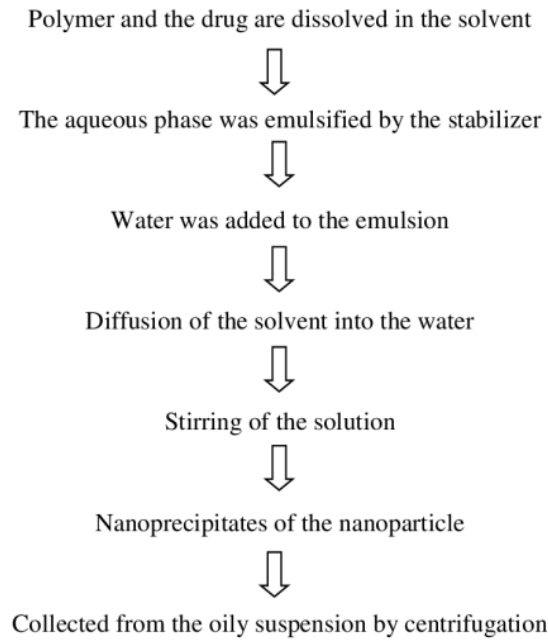 Polymer and the drug are dissolved in the solvent
The aqueous phase was emulsified by the stabilizer
Water was added to the emulsion
Diffusion of the solvent into the water
Stirring of the solution
Nanoprecipitates of the nanoparticle
Collected from the oily suspension by centrifugation